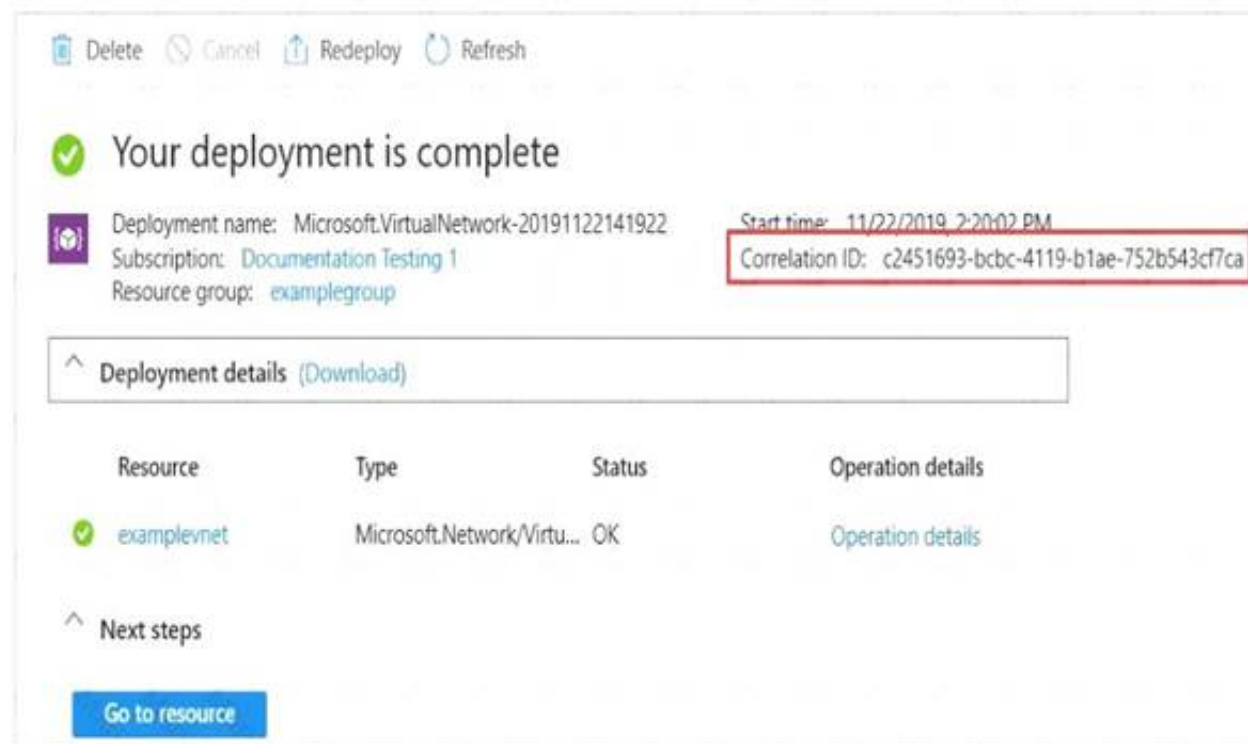 Delete Cancel Redeploy Refresh
Your deployment is complete
Deployment name: Microsoft.VirtualNetwork-20191122141922 Start time: 11/22/2019, 2:20:02 PM
Subscription: Documentation Testing 1 Correlation ID: c2451693-bcbc-4119-b1ae-752b543cf7ca
Resource group: examplegroup
Deployment details (Download)
Resource Type Status Operation details
examplevnet Microsoft.Network/Virtu... OK Operation details
Next steps
Go to resource